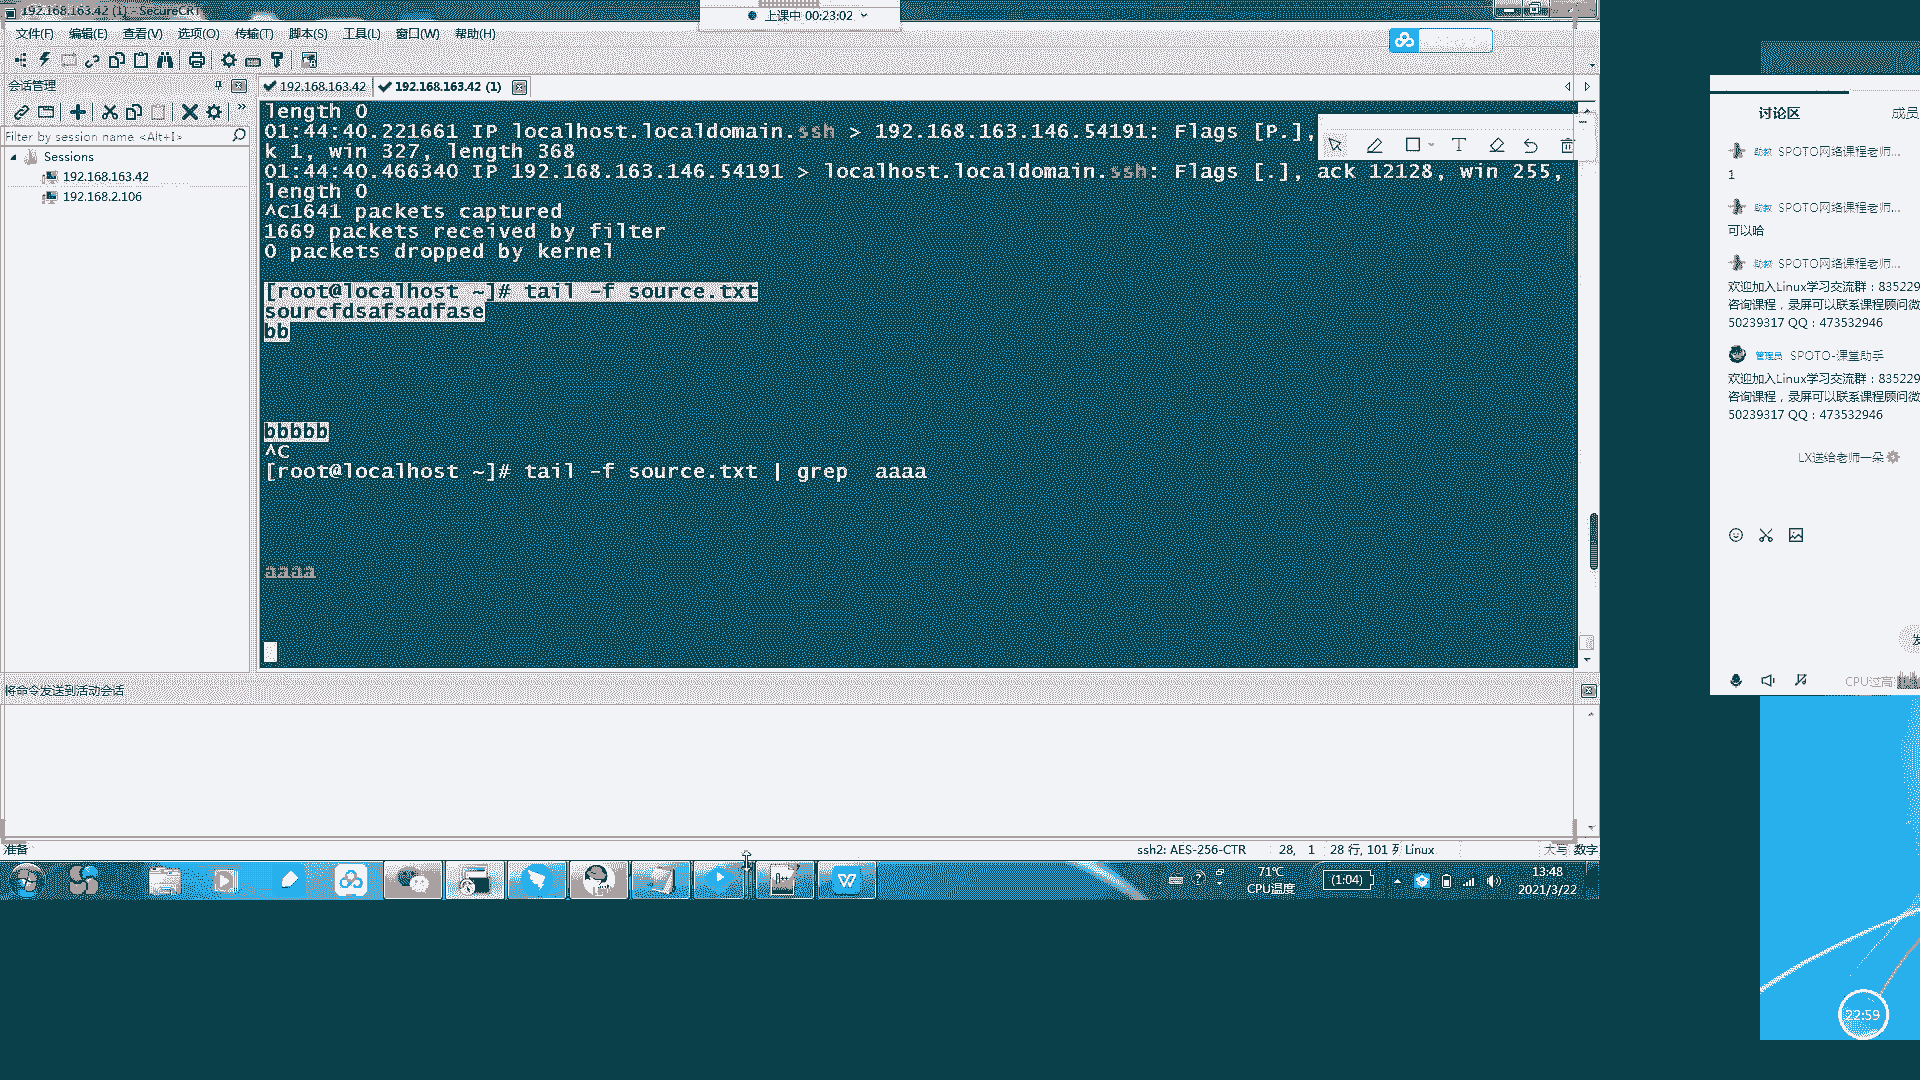 192.168.163.42 (1) - SecureCRT
上课中 00:23:02
文件(F) 编辑(E) 查看(V) 选项(O) 传输(T) 脚本(S) 工具(L) 窗口(W) 帮助(H)
会话管理
192.168.163.42
192.168.163.42 (1)
Filter by session name <Alt+I>
Sessions
192.168.163.42
192.168.2.106
length 0
01:44:40.221661 IP localhost.localdomain.ssh > 192.168.163.146.54191: Flags [P.],
k 1, win 327, length 368
01:44:40.466340 IP 192.168.163.146.54191 > localhost.localdomain.ssh: Flags [.], ack 12128, win 255,
length 0
^C1641 packets captured
1669 packets received by filter
0 packets dropped by kernel
[root@localhost ~]# tail -f source.txt
sourcfdsafsadfase
bb
bbbbb
^C
[root@localhost ~]# tail -f source.txt | grep  aaaa
aaaa
将命令发送到活动会话
准备
ssh2: AES-256-CTR 28, 1 28 行, 101 列 Linux 大写 数字
71℃
CPU温度
(1:04)
13:48
2021/3/22
讨论区 成员
助教 SPOTO网络课程老师...
1
助教 SPOTO网络课程老师...
可以哈
助教 SPOTO网络课程老师...
欢迎加入Linux学习交流群：835229
咨询课程，录屏可以联系课程顾问微
50239317 QQ：473532946
管理员 SPOTO-课堂助手
欢迎加入Linux学习交流群：835229
咨询课程，录屏可以联系课程顾问微
50239317 QQ：473532946
LX送给老师一朵
CPU过高
22:59